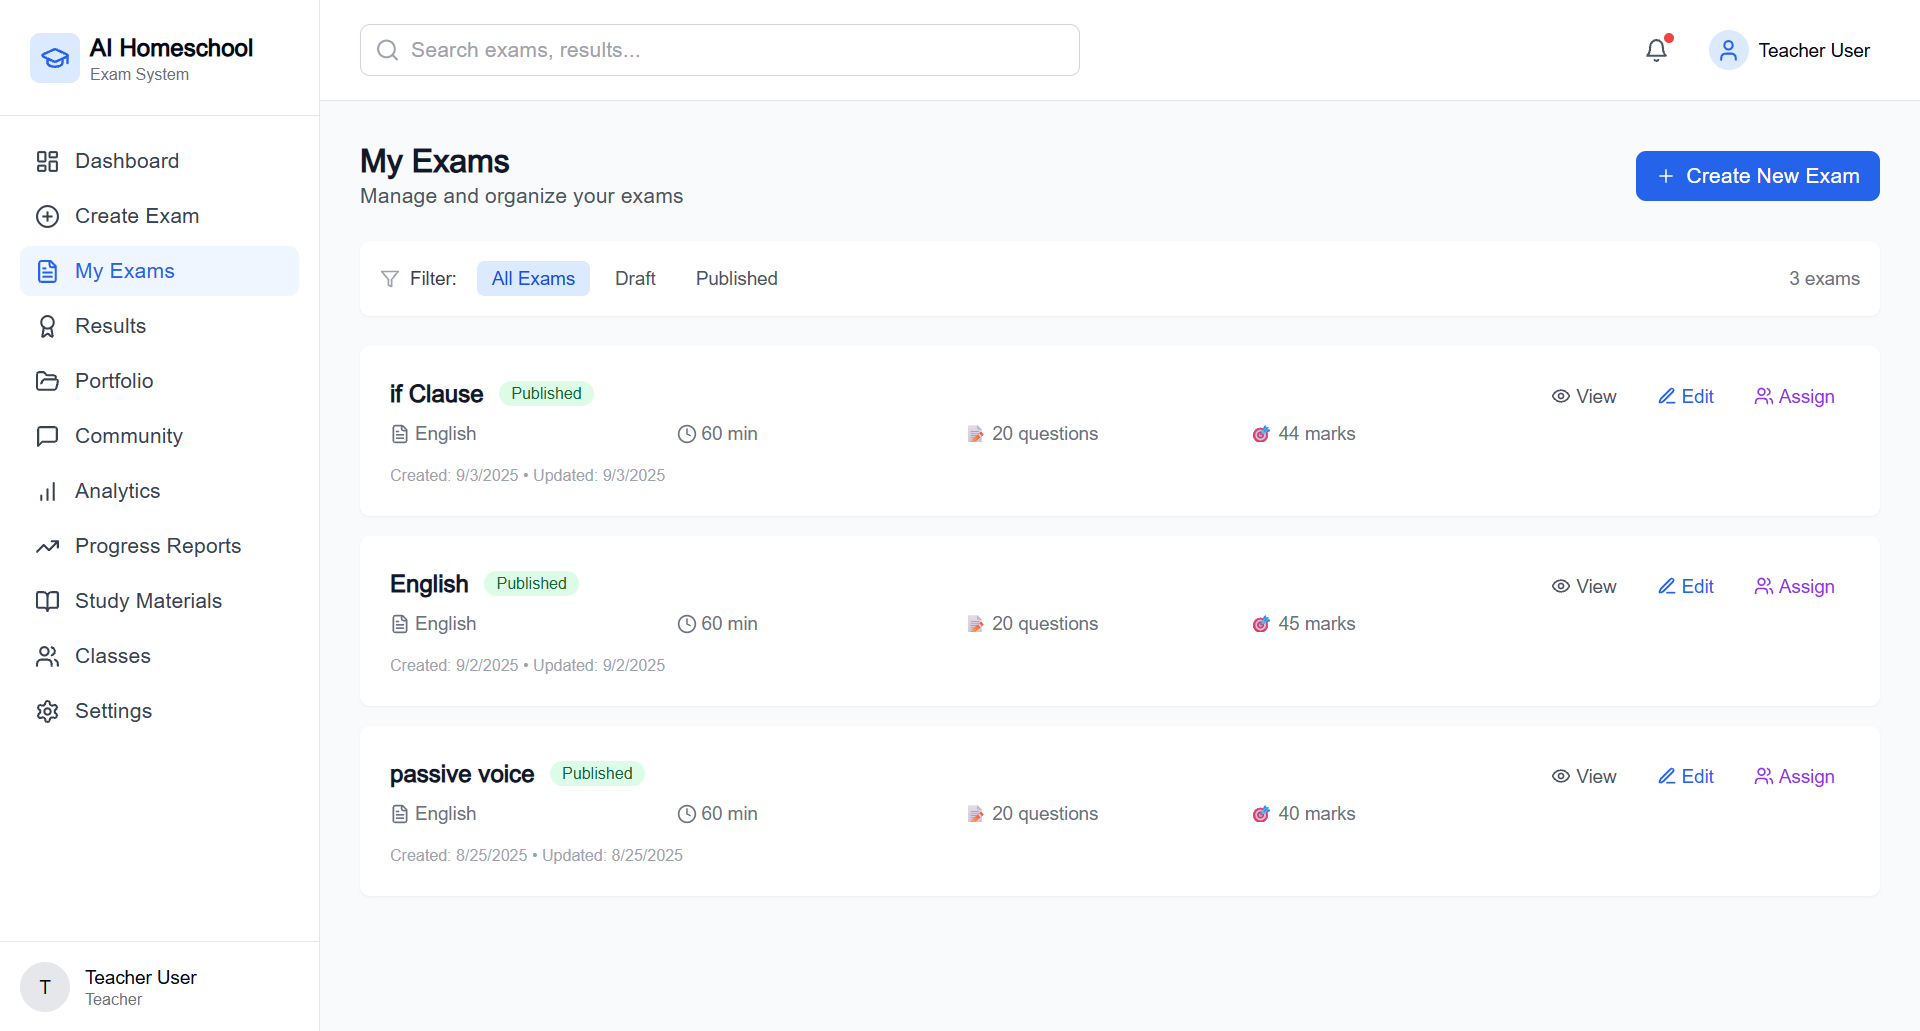 AI Homeschool
Exam System
Search exams, results...
Teacher User
Dashboard
Create Exam
My Exams
Results
Portfolio
Community
Analytics
Progress Reports
Study Materials
Classes
Settings
T
Teacher User
Teacher
My Exams
Manage and organize your exams
+ Create New Exam
Filter: All Exams Draft Published 3 exams
if Clause Published
View Edit Assign
English 60 min 20 questions 44 marks
Created: 9/3/2025 • Updated: 9/3/2025
English Published
View Edit Assign
English 60 min 20 questions 45 marks
Created: 9/2/2025 • Updated: 9/2/2025
passive voice Published
View Edit Assign
English 60 min 20 questions 40 marks
Created: 8/25/2025 • Updated: 8/25/2025